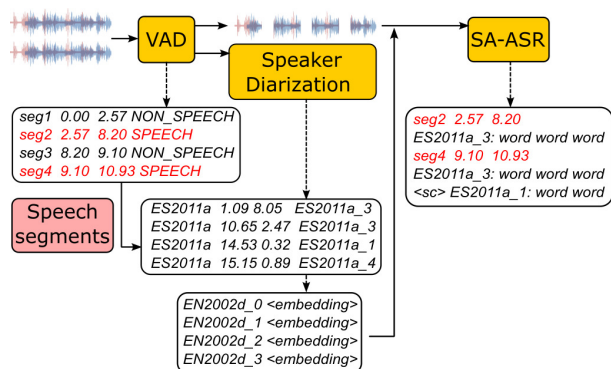 VAD
Speaker
Diarization
SA-ASR
seg1 0.00 2.57 NON_SPEECH
seg2 2.57 8.20 SPEECH
seg3 8.20 9.10 NON_SPEECH
seg4 9.10 10.93 SPEECH
seg2 2.57 8.20
ES2011a_3: word word word
seg4 9.10 10.93
ES2011a_3: word word word
<sc> ES2011a_1: word word
Speech
segments
ES2011a 1.09 8.05 ES2011a_3
ES2011a 10.65 2.47 ES2011a_3
ES2011a 14.53 0.32 ES2011a_1
ES2011a 15.15 0.89 ES2011a_4
EN2002d_0 <embedding>
EN2002d_1 <embedding>
EN2002d_2 <embedding>
EN2002d_3 <embedding>